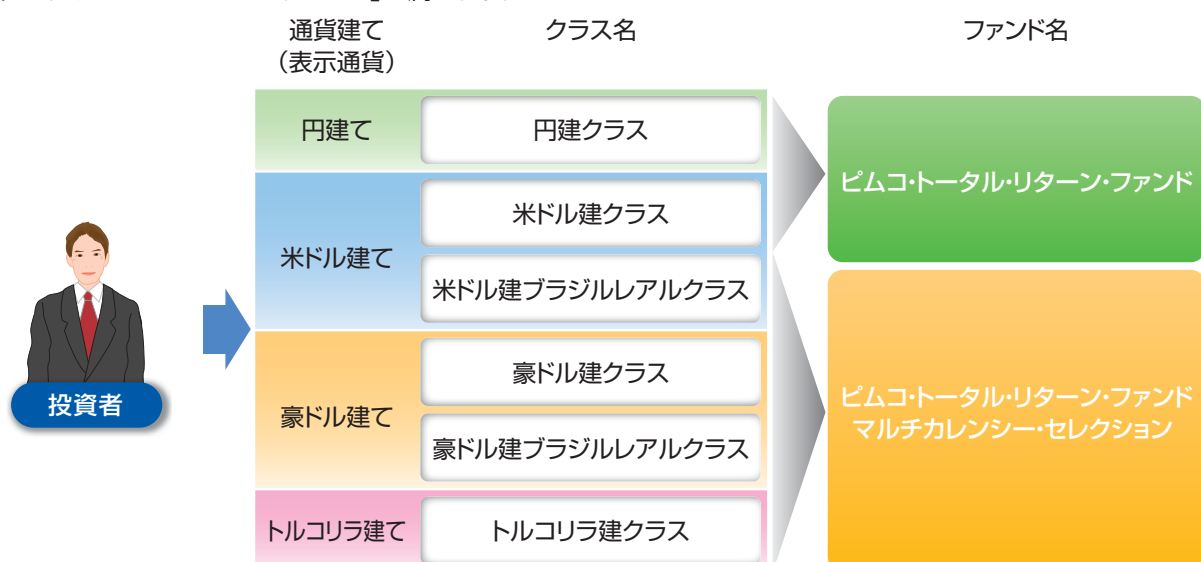 通貨建て
(表示通貨)
クラス名
ファンド名
円建て
円建クラス
米ドル建て
米ドル建クラス
米ドル建ブラジルレアルクラス
豪ドル建て
豪ドル建クラス
豪ドル建ブラジルレアルクラス
トルコリラ建て
トルコリラ建クラス
ピムコ・トータル・リターン・ファンド
ピムコ・トータル・リターン・ファンド
マルチカレンシー・セレクション
投資者